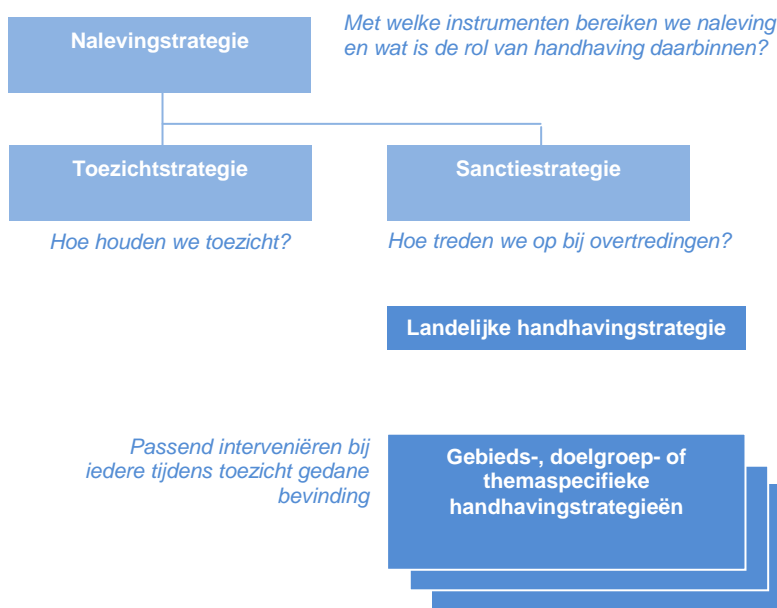 Nalevingstrategie
Met welke instrumenten bereiken we naleving
en wat is de rol van handhaving daarbinnen?
Toezichtstrategie
Sanctiestrategie
Hoe houden we toezicht?
Hoe treden we op bij overtredingen?
Landelijke handhavingstrategie
Passend interveniëren bij
iedere tijdens toezicht gedane
bevinding
Gebieds-, doelgroep- of
themaspecifieke
handhavingstrategieën